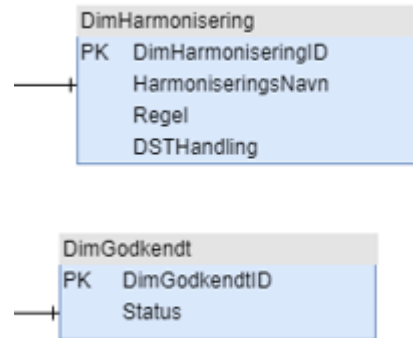 DimHarmonisering
PK DimHarmoniseringID
HarmoniseringsNavn
Regel
DSTHandling
DimGodkendt
PK DimGodkendtID
Status